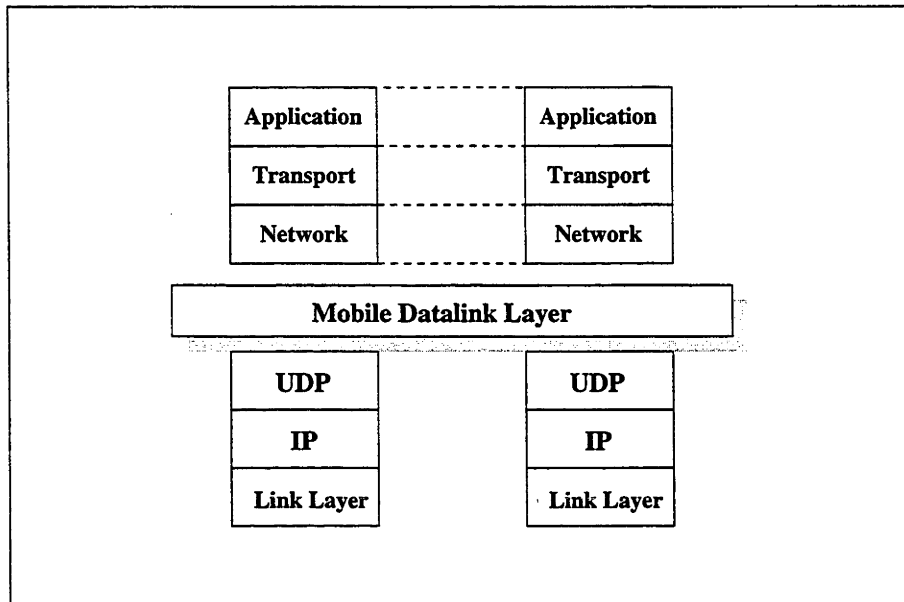 Application Application
Transport Transport
Network Network
Mobile Datalink Layer
UDP UDP
IP IP
Link Layer Link Layer